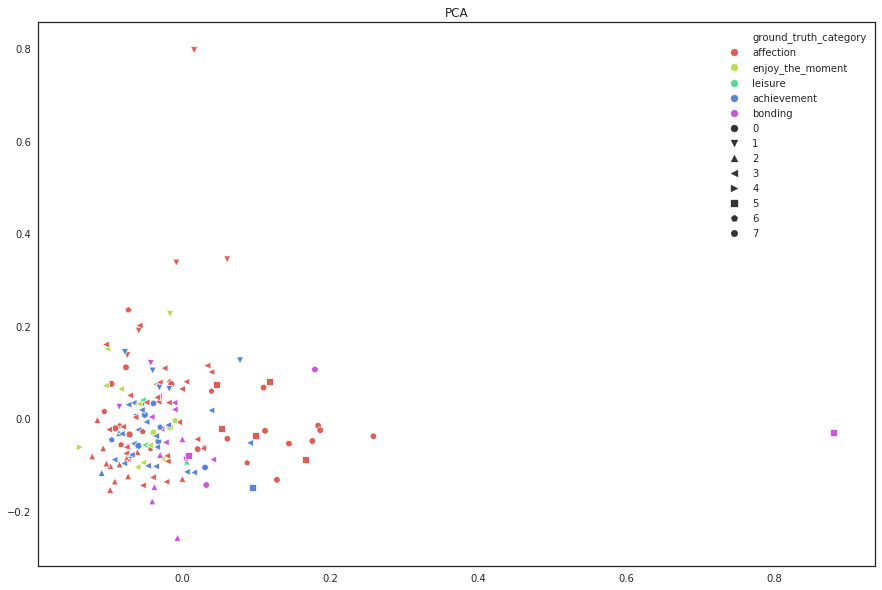 PCA
ground_truth_category
affection
enjoy_the_moment
leisure
achievement
bonding
0
1
2
3
4
5
6
7
0.8
0.6
0.4
0.2
0.0
−0.2
0.0 0.2 0.4 0.6 0.8